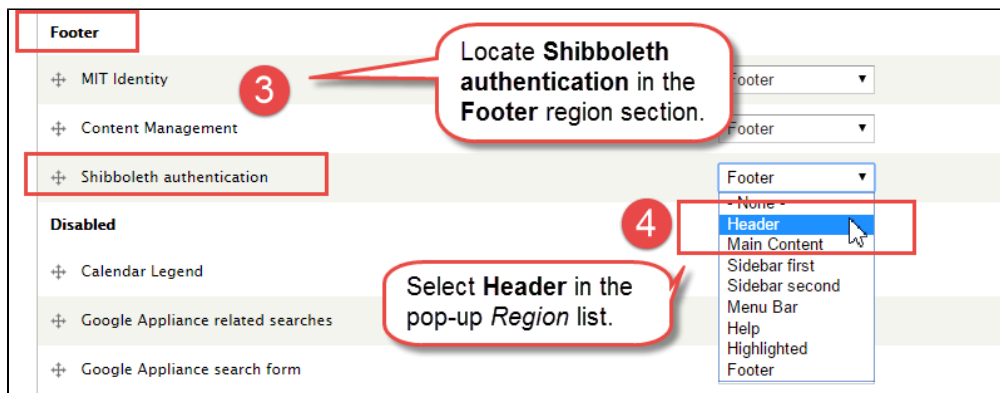 Footer
Locate Shibboleth
authentication in the
Footer region section.
3
MIT Identity
Footer
Content Management
Footer
Shibboleth authentication
Footer
- None -
Header
Main Content
Sidebar first
Sidebar second
Menu Bar
Help
Highlighted
Footer
4
Disabled
Select Header in the
pop-up Region list.
Calendar Legend
Google Appliance related searches
Google Appliance search form